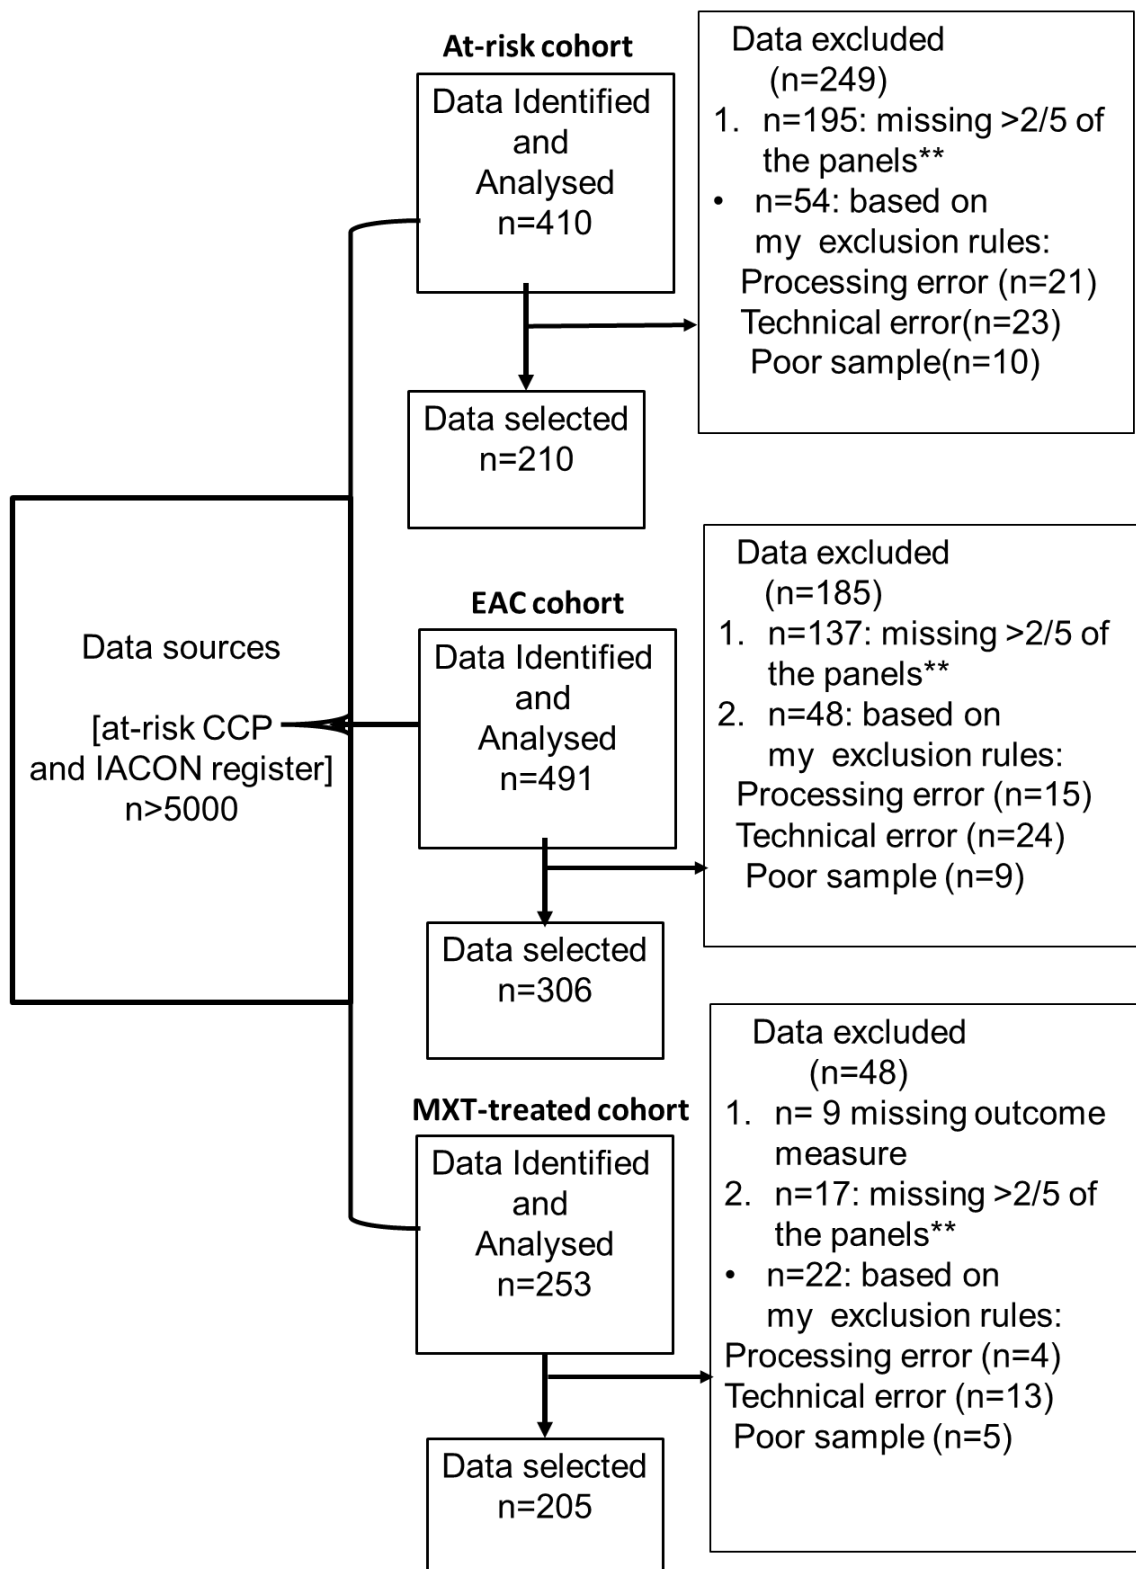 At-risk cohort
Data Identified
and
Analysed
n=410
Data excluded
(n=249)
1. n=195: missing >2/5 of
the panels**
• n=54: based on
my exclusion rules:
Processing error (n=21)
Technical error(n=23)
Poor sample(n=10)
Data selected
n=210
Data sources
[at-risk CCP
and IACON register]
n>5000
EAC cohort
Data Identified
and
Analysed
n=491
Data excluded
(n=185)
1. n=137: missing >2/5 of
the panels**
2. n=48: based on
my exclusion rules:
Processing error (n=15)
Technical error (n=24)
Poor sample (n=9)
Data selected
n=306
MXT-treated cohort
Data Identified
and
Analysed
n=253
Data excluded
(n=48)
1. n= 9 missing outcome
measure
2. n=17: missing >2/5 of
the panels**
• n=22: based on
my exclusion rules:
Processing error (n=4)
Technical error (n=13)
Poor sample (n=5)
Data selected
n=205